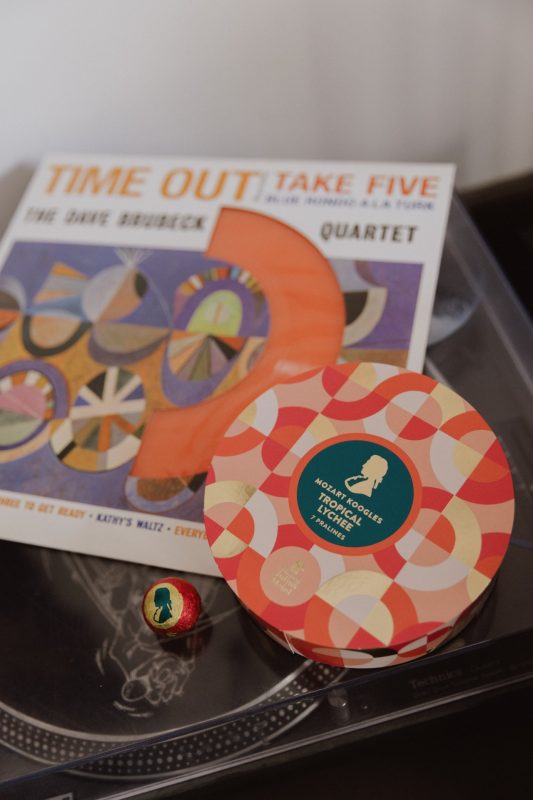 TIME OUT
TAKE FIVE
BLUE RONDO A LA TURK
THE DAVE BRUBECK
QUARTET
THREE TO GET READY • KATHY'S WALTZ • EVERY
MOZART KOOGLES
TROPICAL
LYCHEE
7 PRALINES
Technics